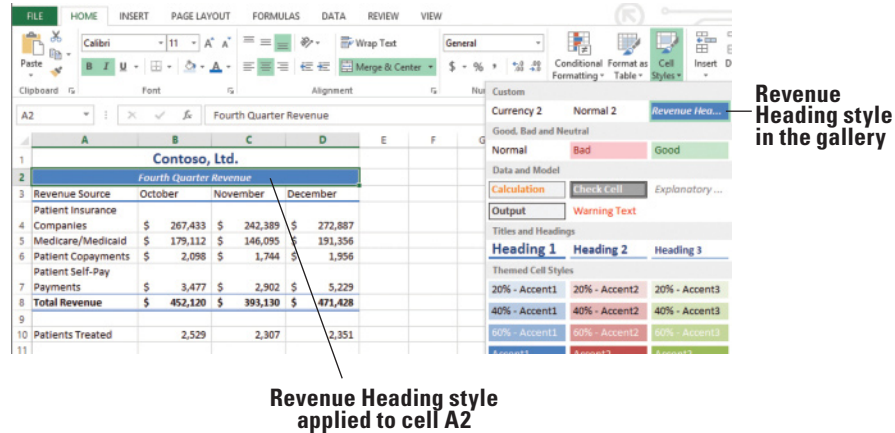 FILE HOME INSERT PAGE LAYOUT FORMULAS DATA REVIEW VIEW
Calibri 11 A A Wrap Text General
Paste B I U A Merge & Center $ % , Conditional Formatting Format as Table Cell Styles Insert
Clipboard Font Alignment
A2 fx Fourth Quarter Revenue
A B C D E F G
1 Contoso, Ltd.
2 Fourth Quarter Revenue
3 Revenue Source October November December
Patient Insurance
4 Companies $ 267,433 $ 242,389 $ 272,887
5 Medicare/Medicaid $ 179,112 $ 146,095 $ 191,356
6 Patient Copayments $ 2,098 $ 1,744 $ 1,956
Patient Self-Pay
7 Payments $ 3,477 $ 2,902 $ 5,229
8 Total Revenue $ 452,120 $ 393,130 $ 471,428
9
10 Patients Treated 2,529 2,307 2,351
11
Custom
Currency 2 Normal 2 Revenue Hea...
Good, Bad and Neutral
Normal Bad Good
Data and Model
Calculation Check Cell Explanatory ...
Output Warning Text
Titles and Headings
Heading 1 Heading 2 Heading 3
Themed Cell Styles
20% - Accent1 20% - Accent2 20% - Accent3
40% - Accent1 40% - Accent2 40% - Accent3
60% - Accent1 60% - Accent2 60% - Accent3
Accent1 Accent2 Accent3
Revenue
Heading style
in the gallery
Revenue Heading style
applied to cell A2